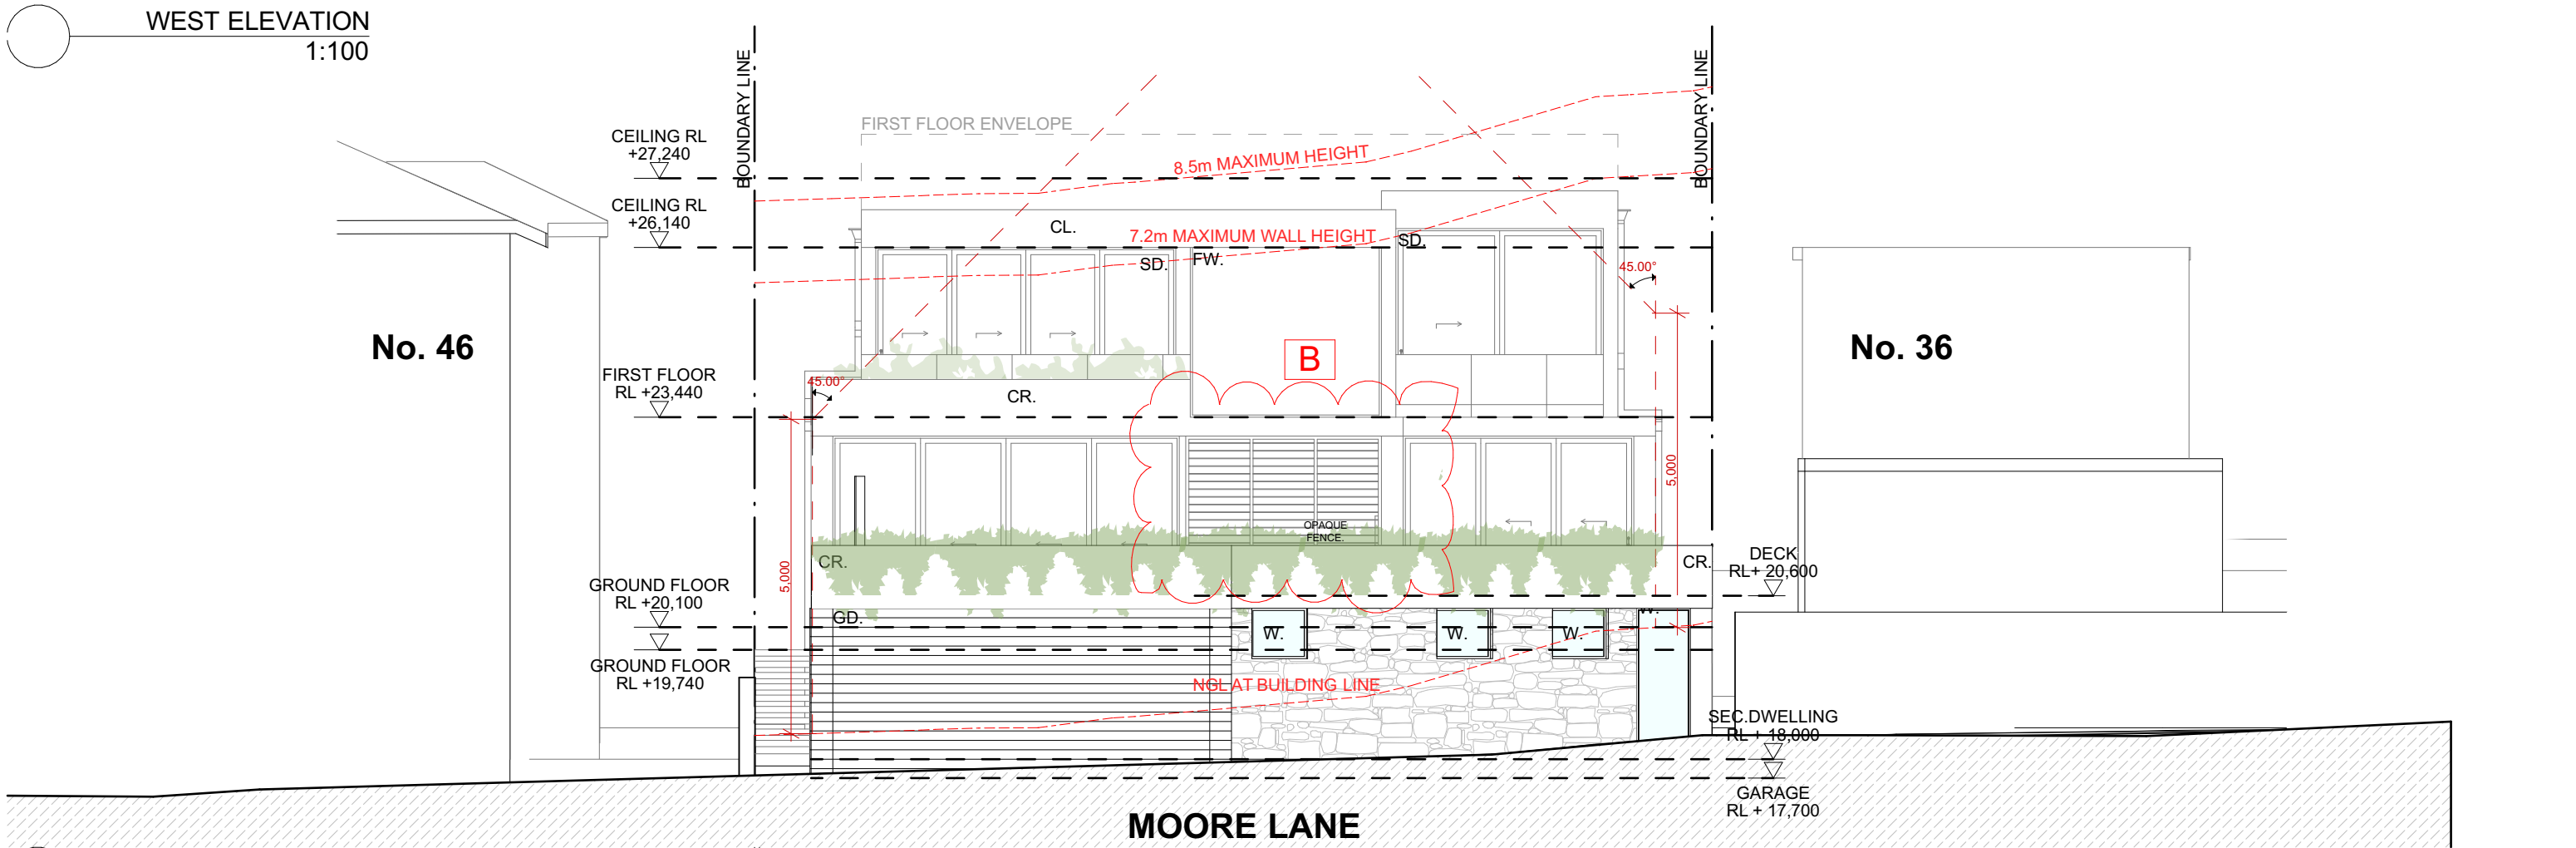 WEST ELEVATION
1:100
BOUNDARY LINE
BOUNDARY LINE
CEILING RL
+27,240
FIRST FLOOR ENVELOPE
8.5m MAXIMUM HEIGHT
CEILING RL
+26,140
CL.
7.2m MAXIMUM WALL HEIGHT
SD.
SD.
FW.
45.00°
No. 46
B
No. 36
FIRST FLOOR
RL +23,440
45.00°
CR.
5,000
OPAQUE
FENCE.
CR.
CR.
DECK
RL+ 20,600
5,000
GROUND FLOOR
RL +20,100
GD.
W.
W.
W.
W.
GROUND FLOOR
RL +19,740
NGL AT BUILDING LINE
SEC.DWELLING
RL + 18,000
GARAGE
RL + 17,700
MOORE LANE